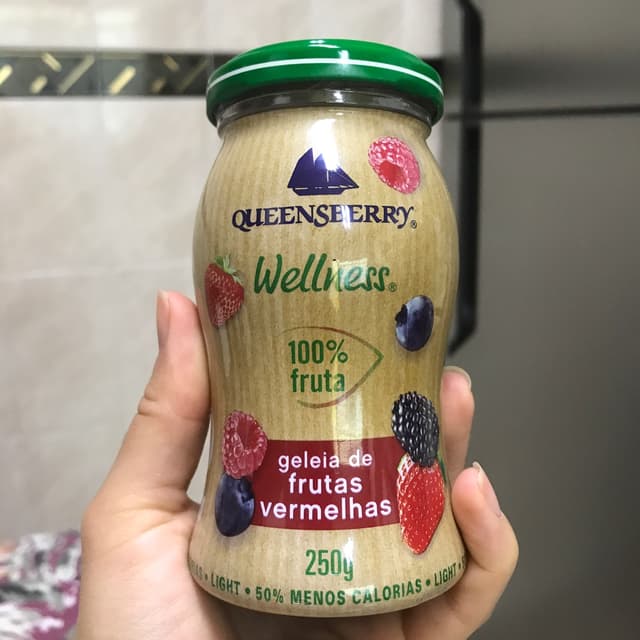 QUEENSBERRY®
Wellness®
100%
fruta
geleia de
frutas
vermelhas
250g
• LIGHT • 50% MENOS CALORIAS • LIGHT •